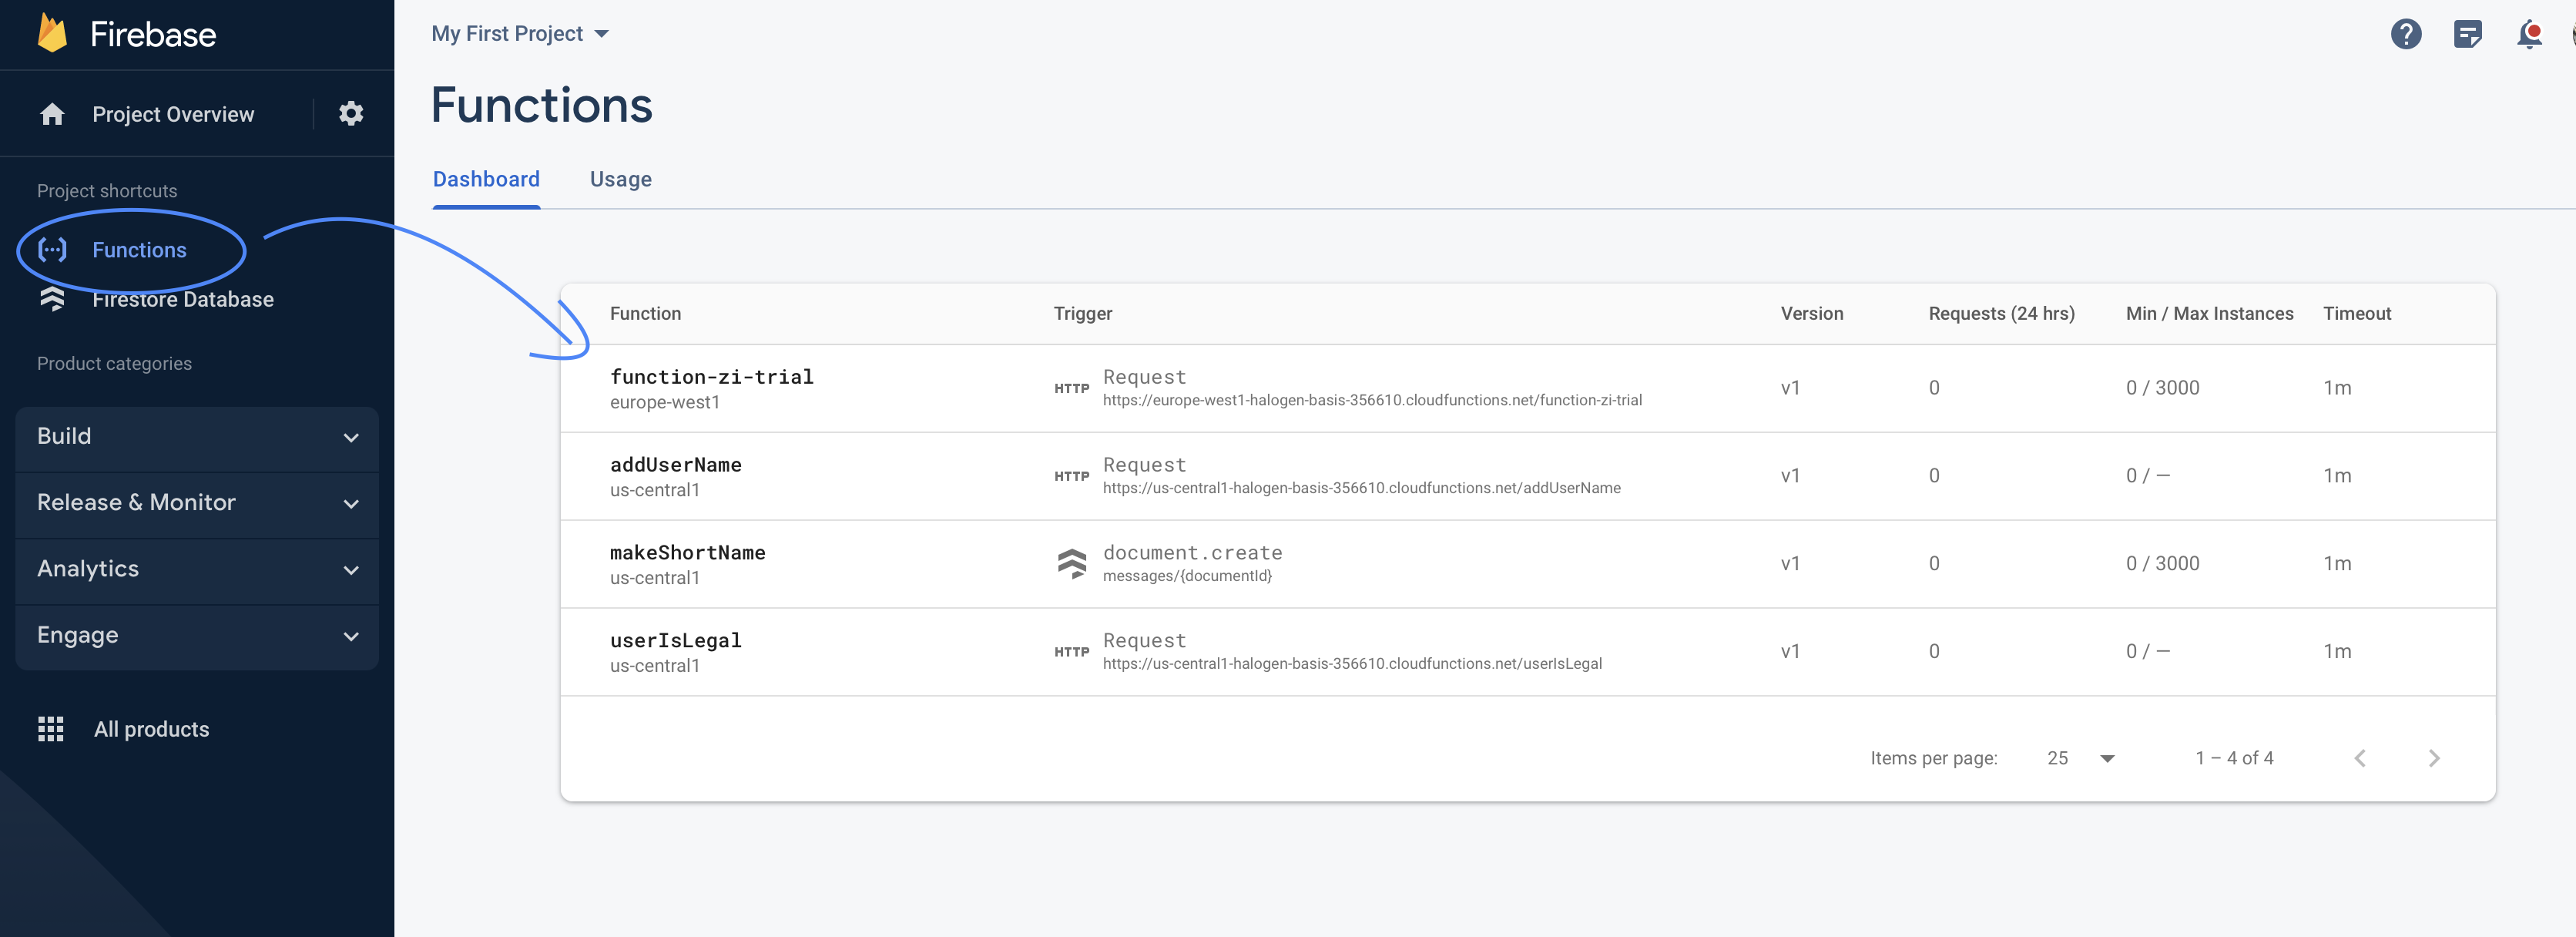 Firebase
Project Overview
Project shortcuts
Functions
Firestore Database
Product categories
Build
Release & Monitor
Analytics
Engage
All products
My First Project
Functions
Dashboard Usage
Function Trigger Version Requests (24 hrs) Min / Max Instances Timeout
function-zi-trial
europe-west1
HTTP
Request
https://europe-west1-halogen-basis-356610.cloudfunctions.net/function-zi-trial
v1 0 0 / 3000 1m
addUserName
us-central1
HTTP
Request
https://us-central1-halogen-basis-356610.cloudfunctions.net/addUserName
v1 0 0 / — 1m
makeShortName
us-central1
document.create
messages/{documentId}
v1 0 0 / 3000 1m
userIsLegal
us-central1
HTTP
Request
https://us-central1-halogen-basis-356610.cloudfunctions.net/userIsLegal
v1 0 0 / — 1m
Items per page: 25 1 – 4 of 4